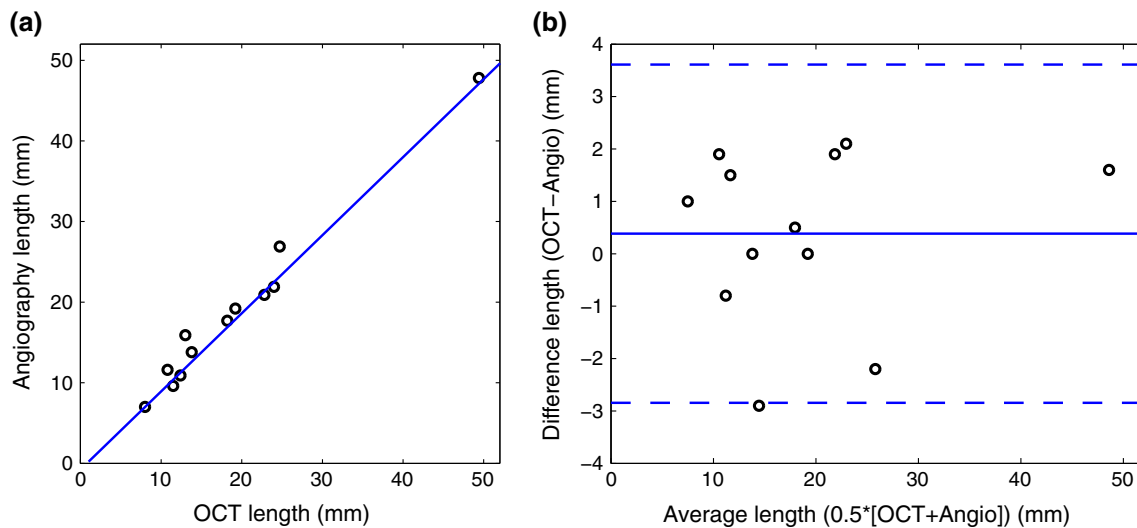 (a)
50
40
30
20
10
0
0 10 20 30 40 50
Angiography length (mm)
OCT length (mm)
(b)
4
3
2
1
0
−1
−2
−3
−4
0 10 20 30 40 50
Difference length (OCT−Angio) (mm)
Average length (0.5*[OCT+Angio]) (mm)